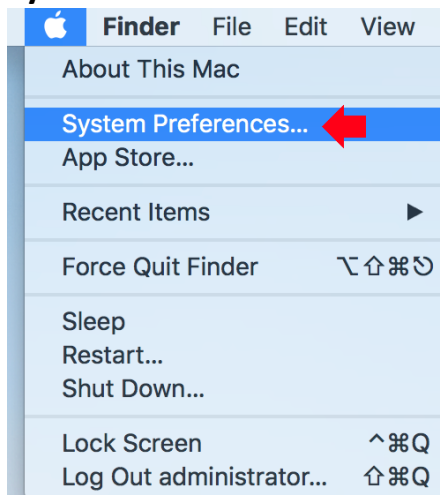 Finder File Edit View
About This Mac
System Preferences...
App Store...
Recent Items ▶
Force Quit Finder ⌥⇧⌘⎋
Sleep
Restart...
Shut Down...
Lock Screen ^⌘Q
Log Out administrator... ⇧⌘Q